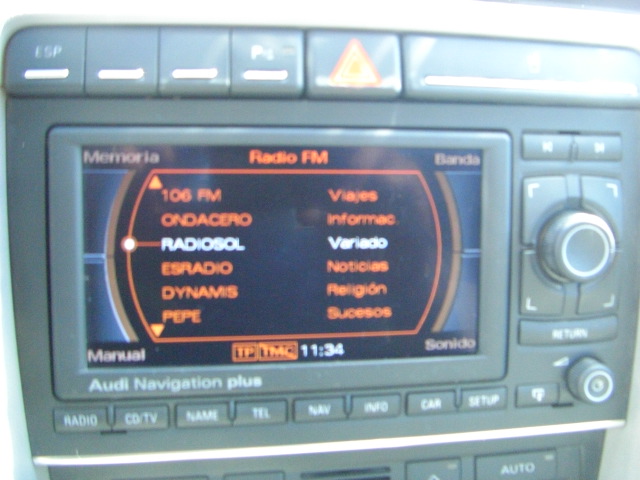 ESP
Memoria Radio FM Banda
106 FM Viajes
ONDACERO Informac.
RADIOSOL Variado
ESRADIO Noticias
DYNAMIS Religión
PEPE Sucesos
Manual TP TMC 11:34 Sonido
RETURN
Audi Navigation plus
RADIO CD/TV NAME TEL NAV INFO CAR SETUP
AUTO